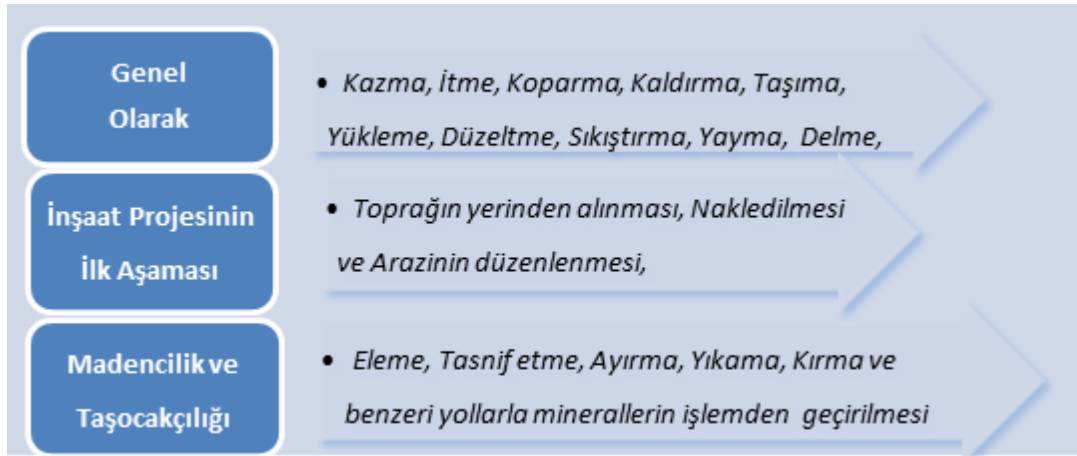 Genel
Olarak
• Kazma, İtme, Koparma, Kaldırma, Taşıma,
Yükleme, Düzeltme, Sıkıştırma, Yayma, Delme,
İnşaat Projesinin
İlk Aşaması
• Toprağın yerinden alınması, Nakledilmesi
ve Arazinin düzenlenmesi,
Madencilik ve
Taşocakçılığı
• Eleme, Tasnif etme, Ayırma, Yıkama, Kırma ve
benzeri yollarla minerallerin işlemden geçirilmesi